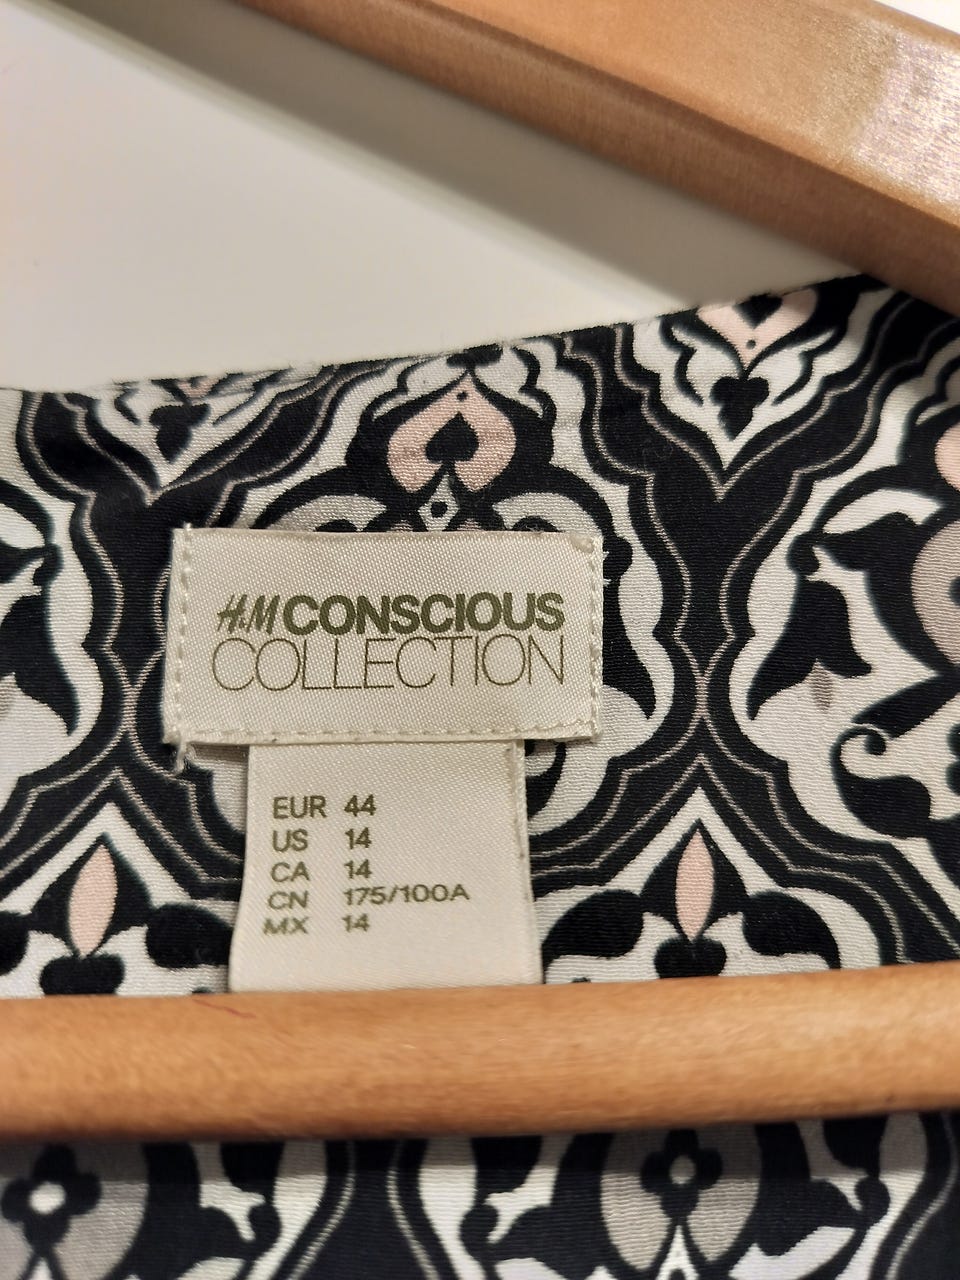 H&M CONSCIOUS
COLLECTION
EUR 44
US 14
CA 14
CN 175/100A
MX 14